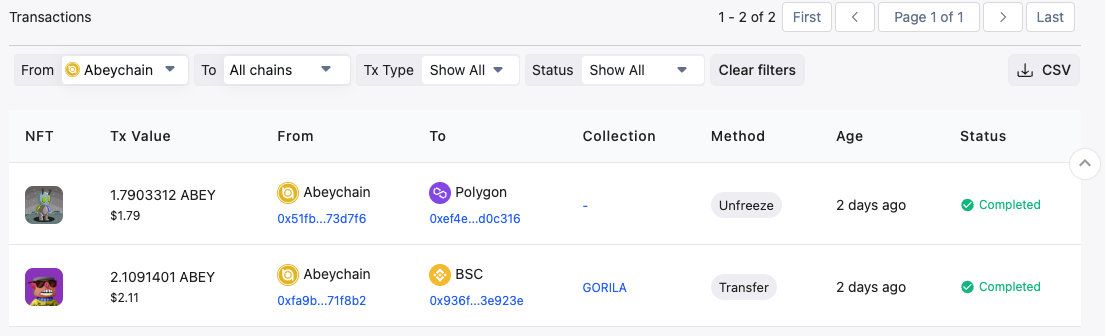 Transactions
1 - 2 of 2 First Page 1 of 1 Last
From Abeychain To All chains Tx Type Show All Status Show All Clear filters CSV
NFT Tx Value From To Collection Method Age Status
1.7903312 ABEY
$1.79
Abeychain
0x51fb...73d7f6
Polygon
0xef4e...d0c316
-
Unfreeze
2 days ago
Completed
2.1091401 ABEY
$2.11
Abeychain
0xfa9b...71f8b2
BSC
0x936f...3e923e
GORILA
Transfer
2 days ago
Completed